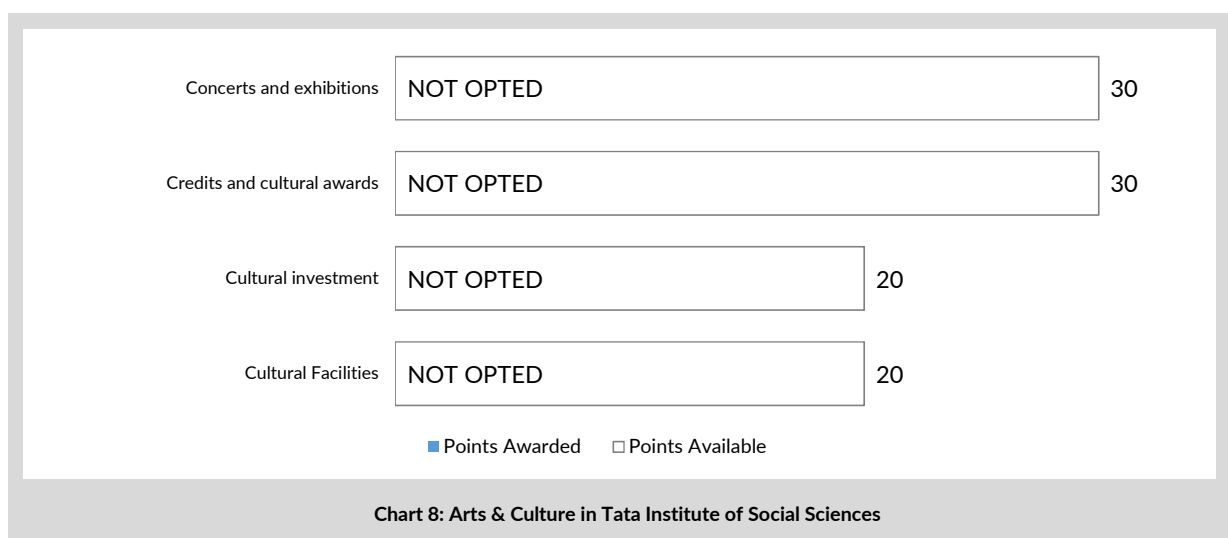 Concerts and exhibitions NOT OPTED 30
Credits and cultural awards NOT OPTED 30
Cultural investment NOT OPTED 20
Cultural Facilities NOT OPTED 20
Points Awarded Points Available
Chart 8: Arts & Culture in Tata Institute of Social Sciences